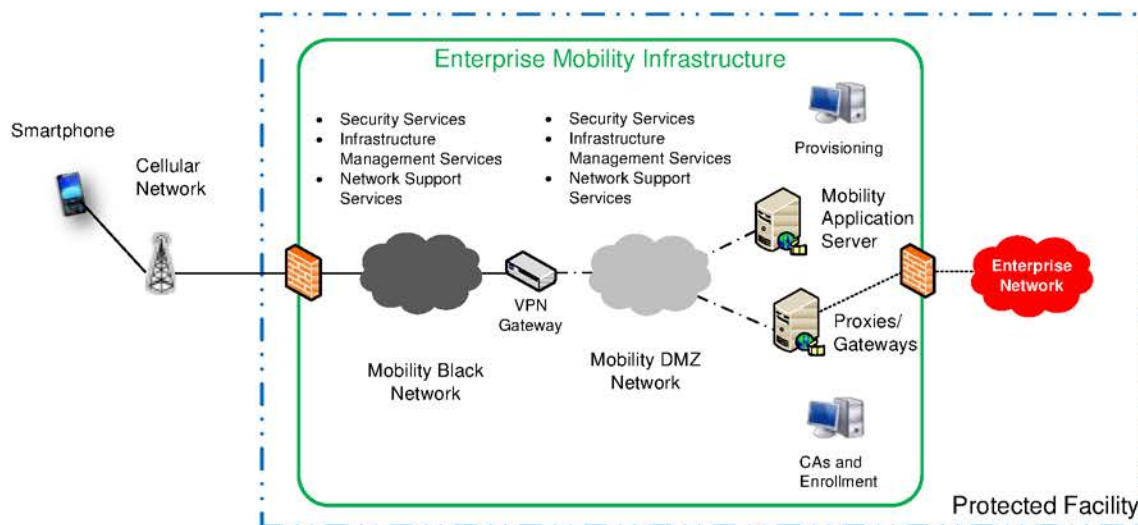 Enterprise Mobility Infrastructure
Smartphone
Cellular
Network
• Security Services
• Infrastructure
Management Services
• Network Support
Services
• Security Services
• Infrastructure
Management Services
• Network Support
Services
Provisioning
Mobility
Application
Server
VPN
Gateway
Mobility Black
Network
Mobility DMZ
Network
Proxies/
Gateways
Enterprise
Network
CAs and
Enrollment
Protected Facility